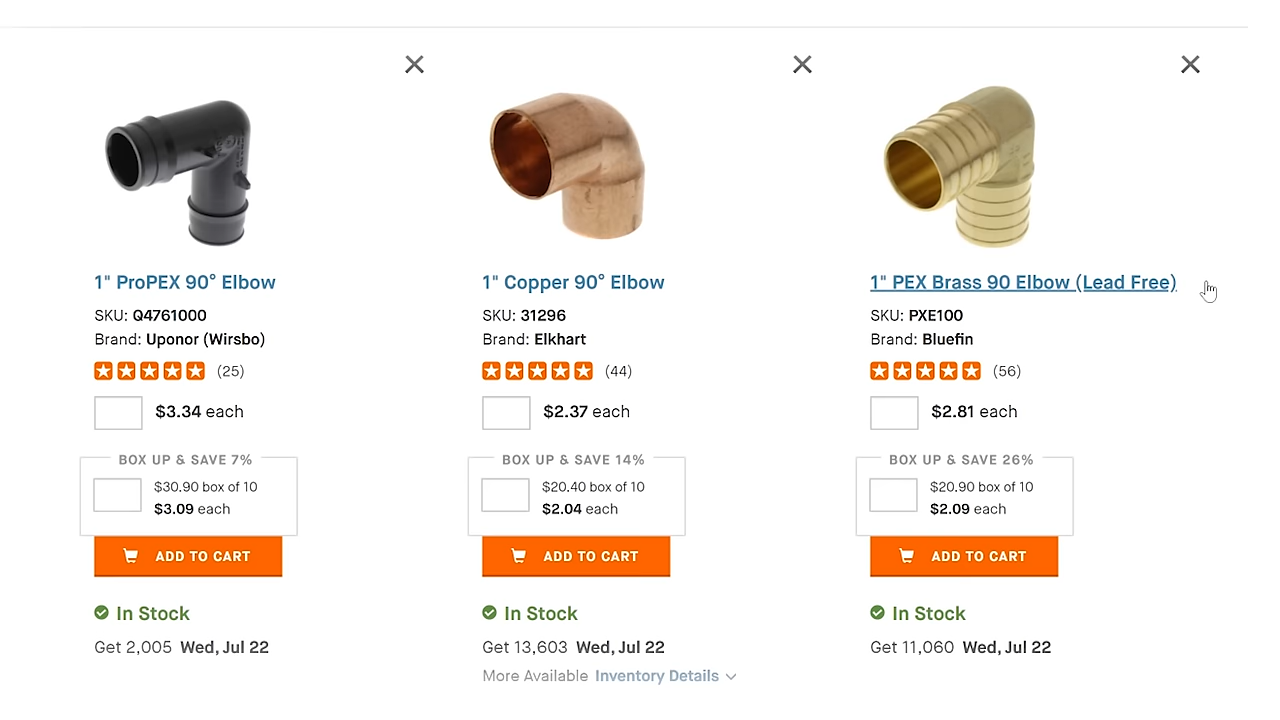 1" ProPEX 90° Elbow
SKU: Q4761000
Brand: Uponor (Wirsbo)
(25)
$3.34 each
BOX UP & SAVE 7%
$30.90 box of 10
$3.09 each
ADD TO CART
In Stock
Get 2,005 Wed, Jul 22
1" Copper 90° Elbow
SKU: 31296
Brand: Elkhart
(44)
$2.37 each
BOX UP & SAVE 14%
$20.40 box of 10
$2.04 each
ADD TO CART
In Stock
Get 13,603 Wed, Jul 22
More Available Inventory Details
1" PEX Brass 90 Elbow (Lead Free)
SKU: PXE100
Brand: Bluefin
(56)
$2.81 each
BOX UP & SAVE 26%
$20.90 box of 10
$2.09 each
ADD TO CART
In Stock
Get 11,060 Wed, Jul 22